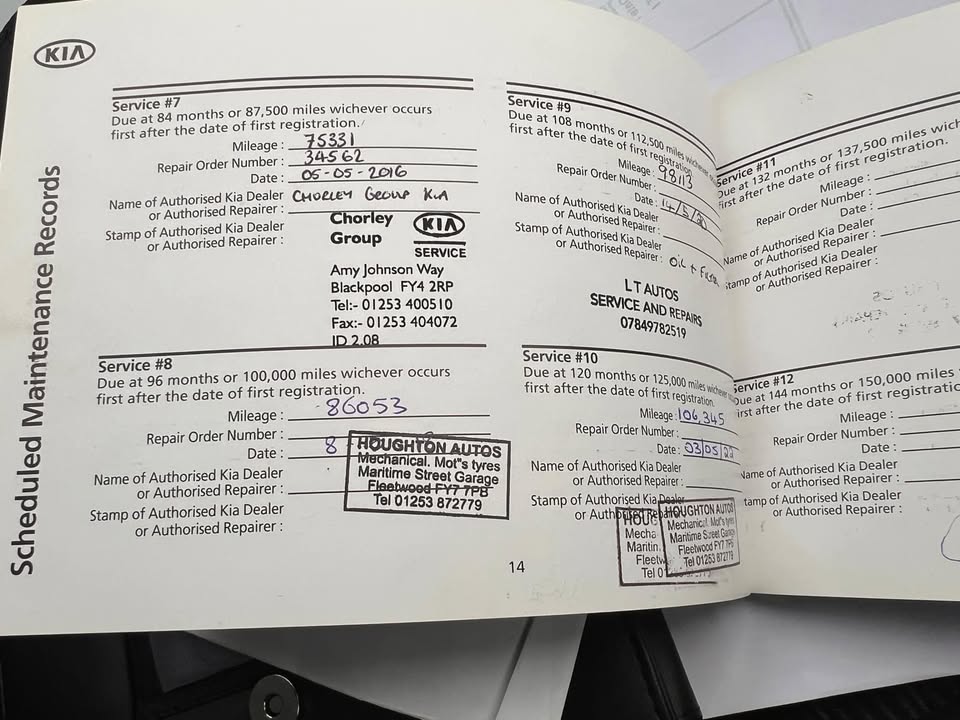 KIA
Scheduled Maintenance Records
Service #7
Due at 84 months or 87,500 miles wichever occurs
first after the date of first registration.
Mileage : 75331
Repair Order Number : 34562
Date : 05-05-2016
Name of Authorised Kia Dealer
or Authorised Repairer : CHORLEY GROUP KIA
Stamp of Authorised Kia Dealer
or Authorised Repairer :
Chorley
Group
KIA
SERVICE
Amy Johnson Way
Blackpool FY4 2RP
Tel:- 01253 400510
Fax:- 01253 404072
ID 2.08
Service #8
Due at 96 months or 100,000 miles wichever occurs
first after the date of first registration.
Mileage : 86053
Repair Order Number :
Date : 8
Name of Authorised Kia Dealer
or Authorised Repairer :
Stamp of Authorised Kia Dealer
or Authorised Repairer :
HOUGHTON AUTOS
Mechanical. Mot"s tyres
Maritime Street Garage
Fleetwood FY7 7PB
Tel 01253 872779
Service #9
Due at 108 months or 112,500 miles wichever
first after the date of first registration.
Mileage : 98113
Repair Order Number :
Date : 14/5/20
Name of Authorised Kia Dealer
or Authorised Repairer :
Stamp of Authorised Kia Dealer
or Authorised Repairer : Oil +
L T AUTOS
SERVICE AND REPAIRS
07849782519
Service #10
Due at 120 months or 125,000 miles wichever
first after the date of first registration.
Mileage : 106,345
Repair Order Number :
Date : 03/05/22
Name of Authorised Kia Dealer
or Authorised Repairer :
Stamp of Authorised Kia Dealer
or Authorised Repairer :
HOUG
Mecha
Maritim
Fleetw
Tel 01
HOUGHTON AUTOS
Mechanical. Mot"s tyres
Maritime Street Garage
Fleetwood FY7 7PB
Tel 01253 872779
14
Service #11
Due at 132 months or 137,500 miles wich
first after the date of first registration.
Mileage :
Repair Order Number :
Date :
Name of Authorised Kia Dealer
or Authorised Repairer :
Stamp of Authorised Kia Dealer
or Authorised Repairer :
Service #12
Due at 144 months or 150,000 miles
first after the date of first registratio
Mileage :
Repair Order Number :
Date :
Name of Authorised Kia Dealer
or Authorised Repairer :
Stamp of Authorised Kia Dealer
or Authorised Repairer :